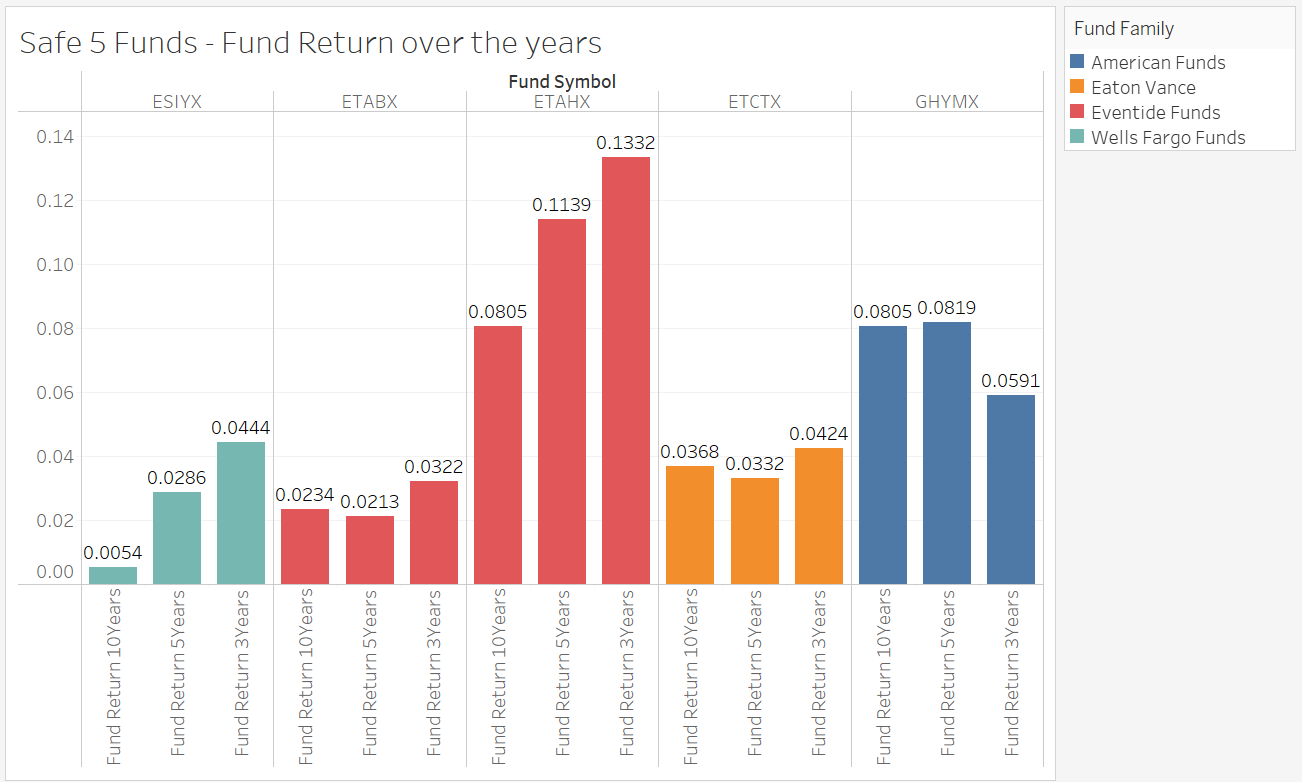 Safe 5 Funds - Fund Return over the years
Fund Symbol
ESIYX ETABX ETAHX ETCTX GHYMX
0.14
0.12
0.10
0.08
0.06
0.04
0.02
0.00
0.0054 0.0286 0.0444 0.0234 0.0213 0.0322 0.0805 0.1139 0.1332 0.0368 0.0332 0.0424 0.0805 0.0819 0.0591
Fund Return 10Years
Fund Return 5Years
Fund Return 3Years
Fund Return 10Years
Fund Return 5Years
Fund Return 3Years
Fund Return 10Years
Fund Return 5Years
Fund Return 3Years
Fund Return 10Years
Fund Return 5Years
Fund Return 3Years
Fund Return 10Years
Fund Return 5Years
Fund Return 3Years
Fund Family
American Funds
Eaton Vance
Eventide Funds
Wells Fargo Funds